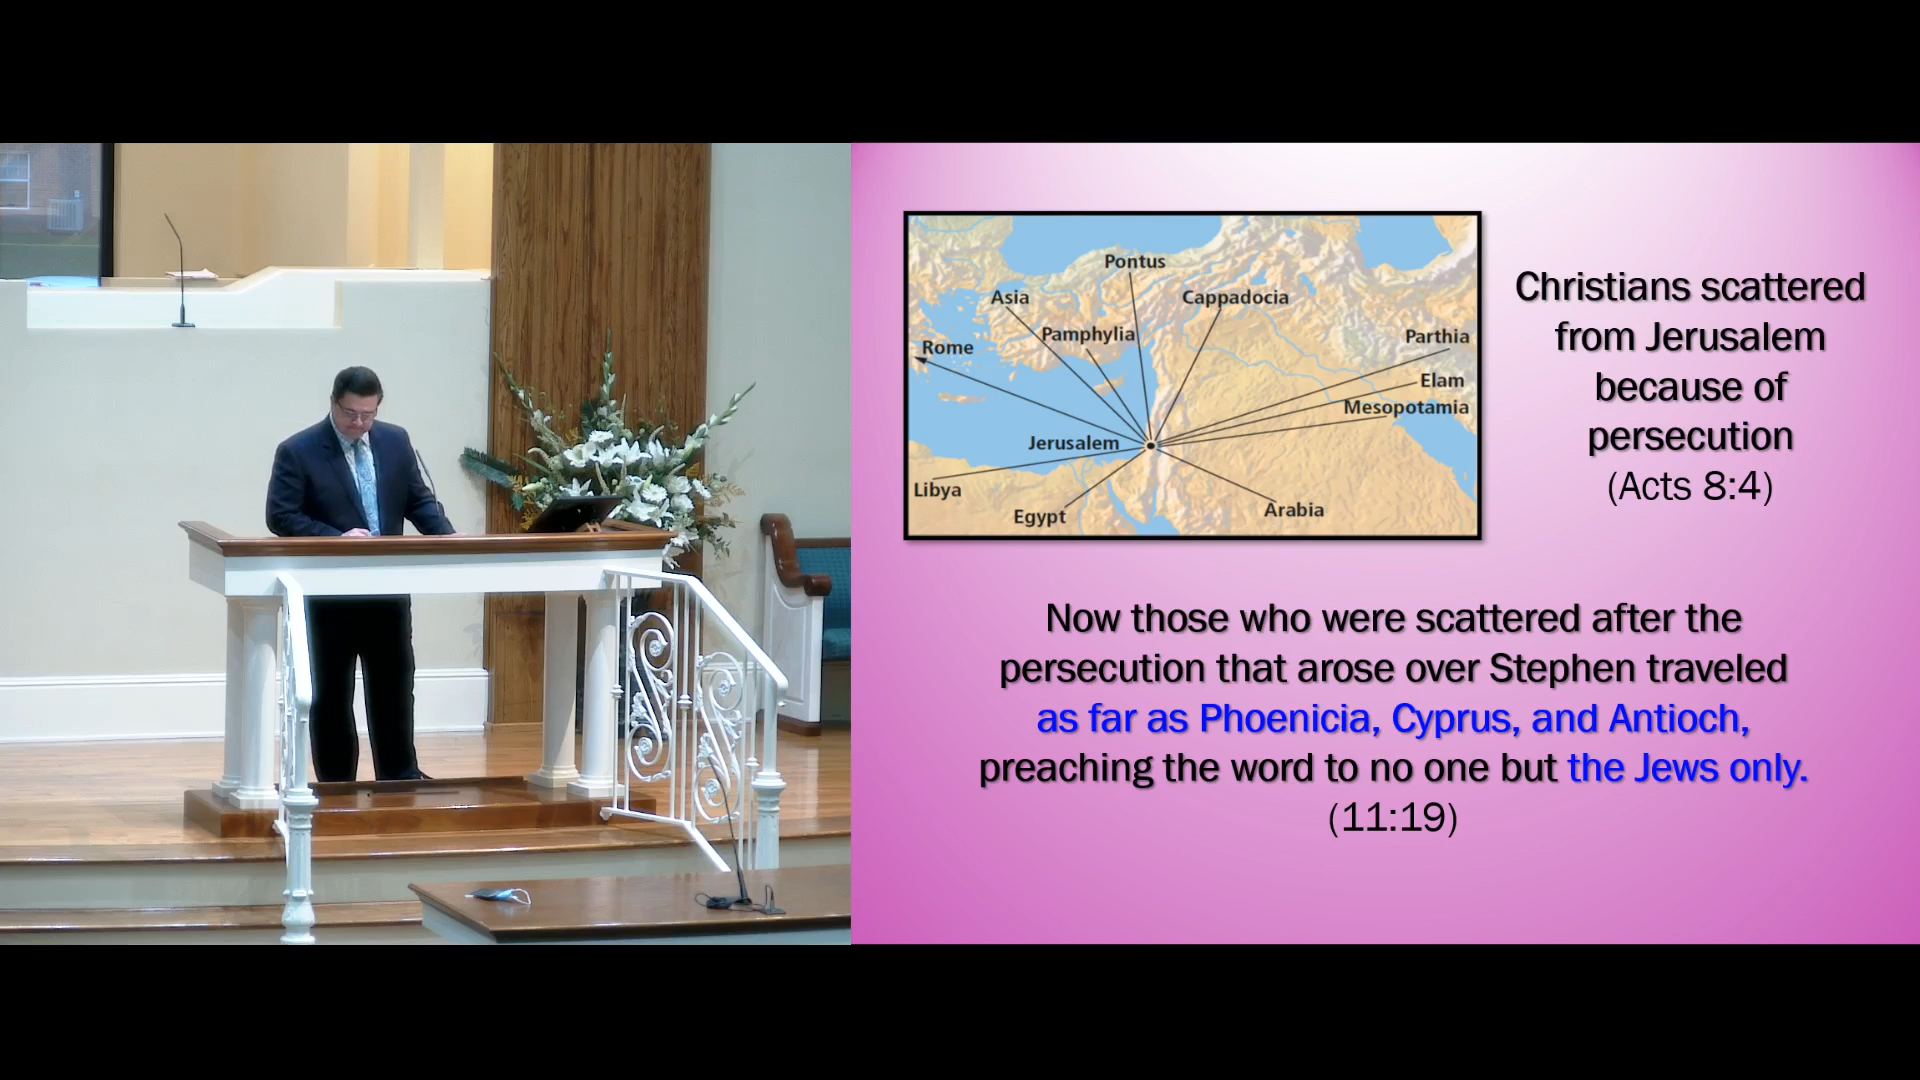 Pontus
Asia
Cappadocia
Pamphylia
Parthia
Rome
Elam
Mesopotamia
Jerusalem
Libya
Egypt
Arabia
Christians scattered
from Jerusalem
because of
persecution
(Acts 8:4)
Now those who were scattered after the
persecution that arose over Stephen traveled
as far as Phoenicia, Cyprus, and Antioch,
preaching the word to no one but the Jews only.
(11:19)